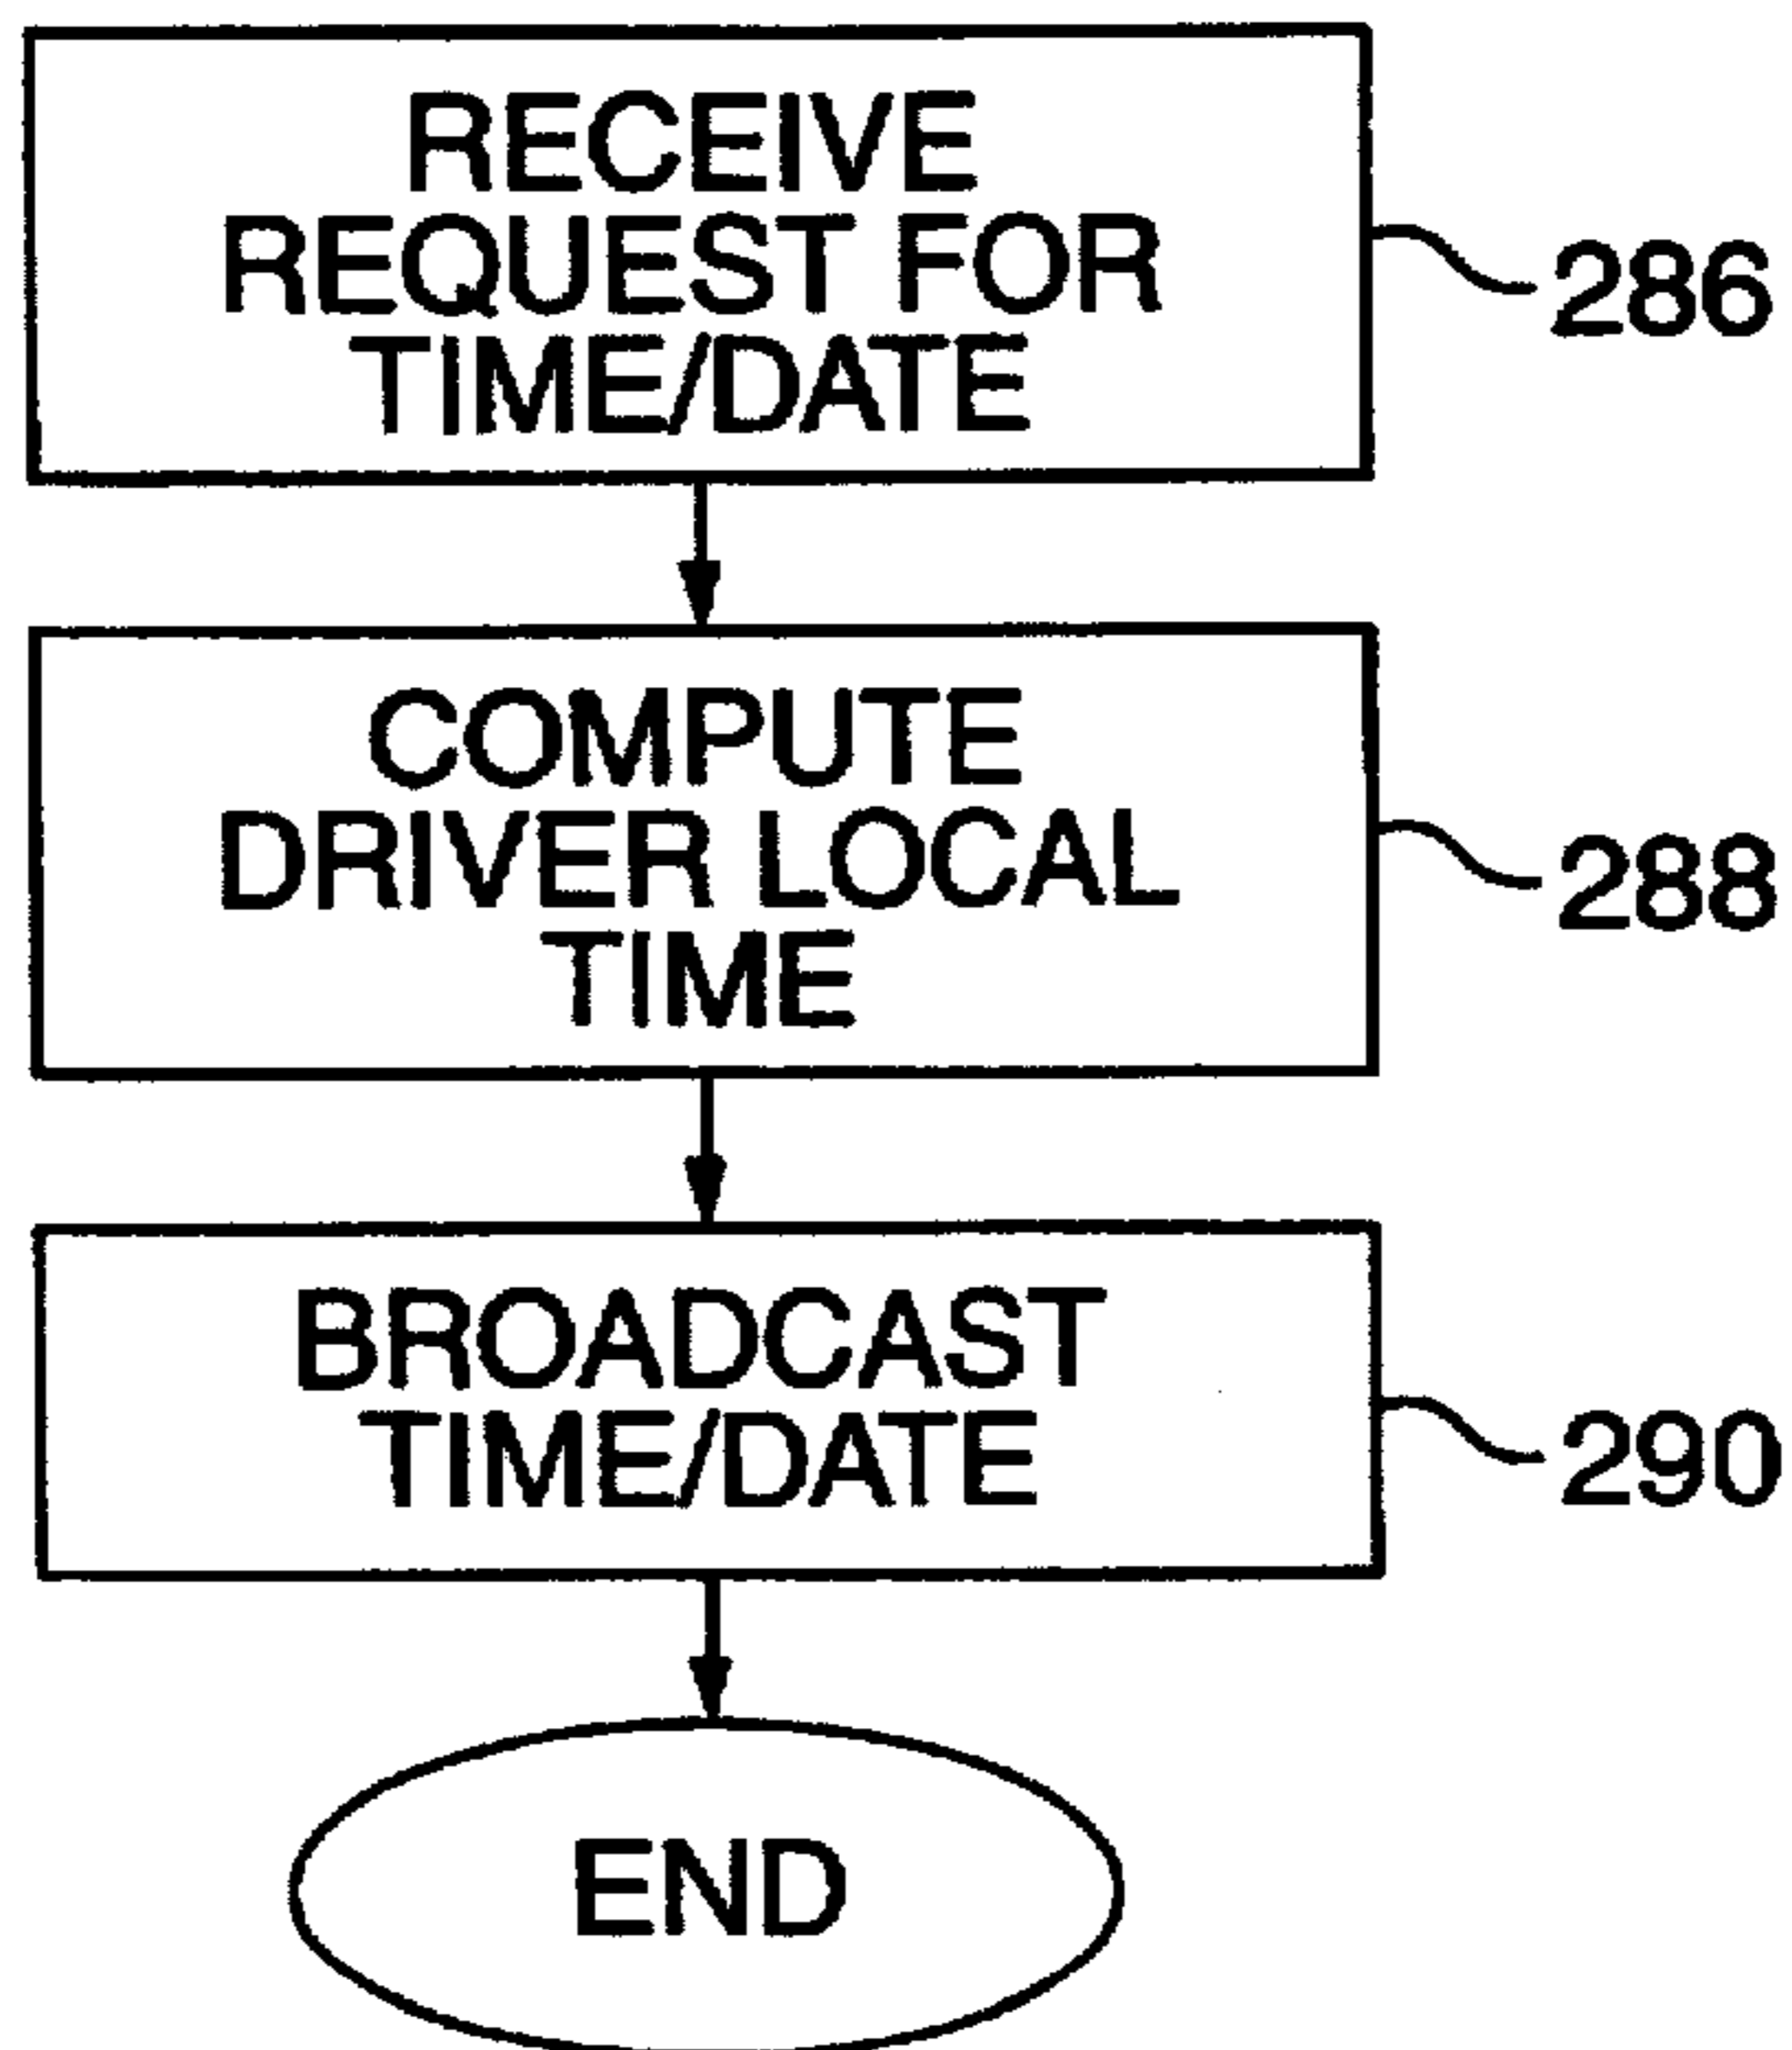 RECEIVE
REQUEST FOR
TIME/DATE
286
COMPUTE
DRIVER LOCAL
TIME
288
BROADCAST
TIME/DATE
290
END